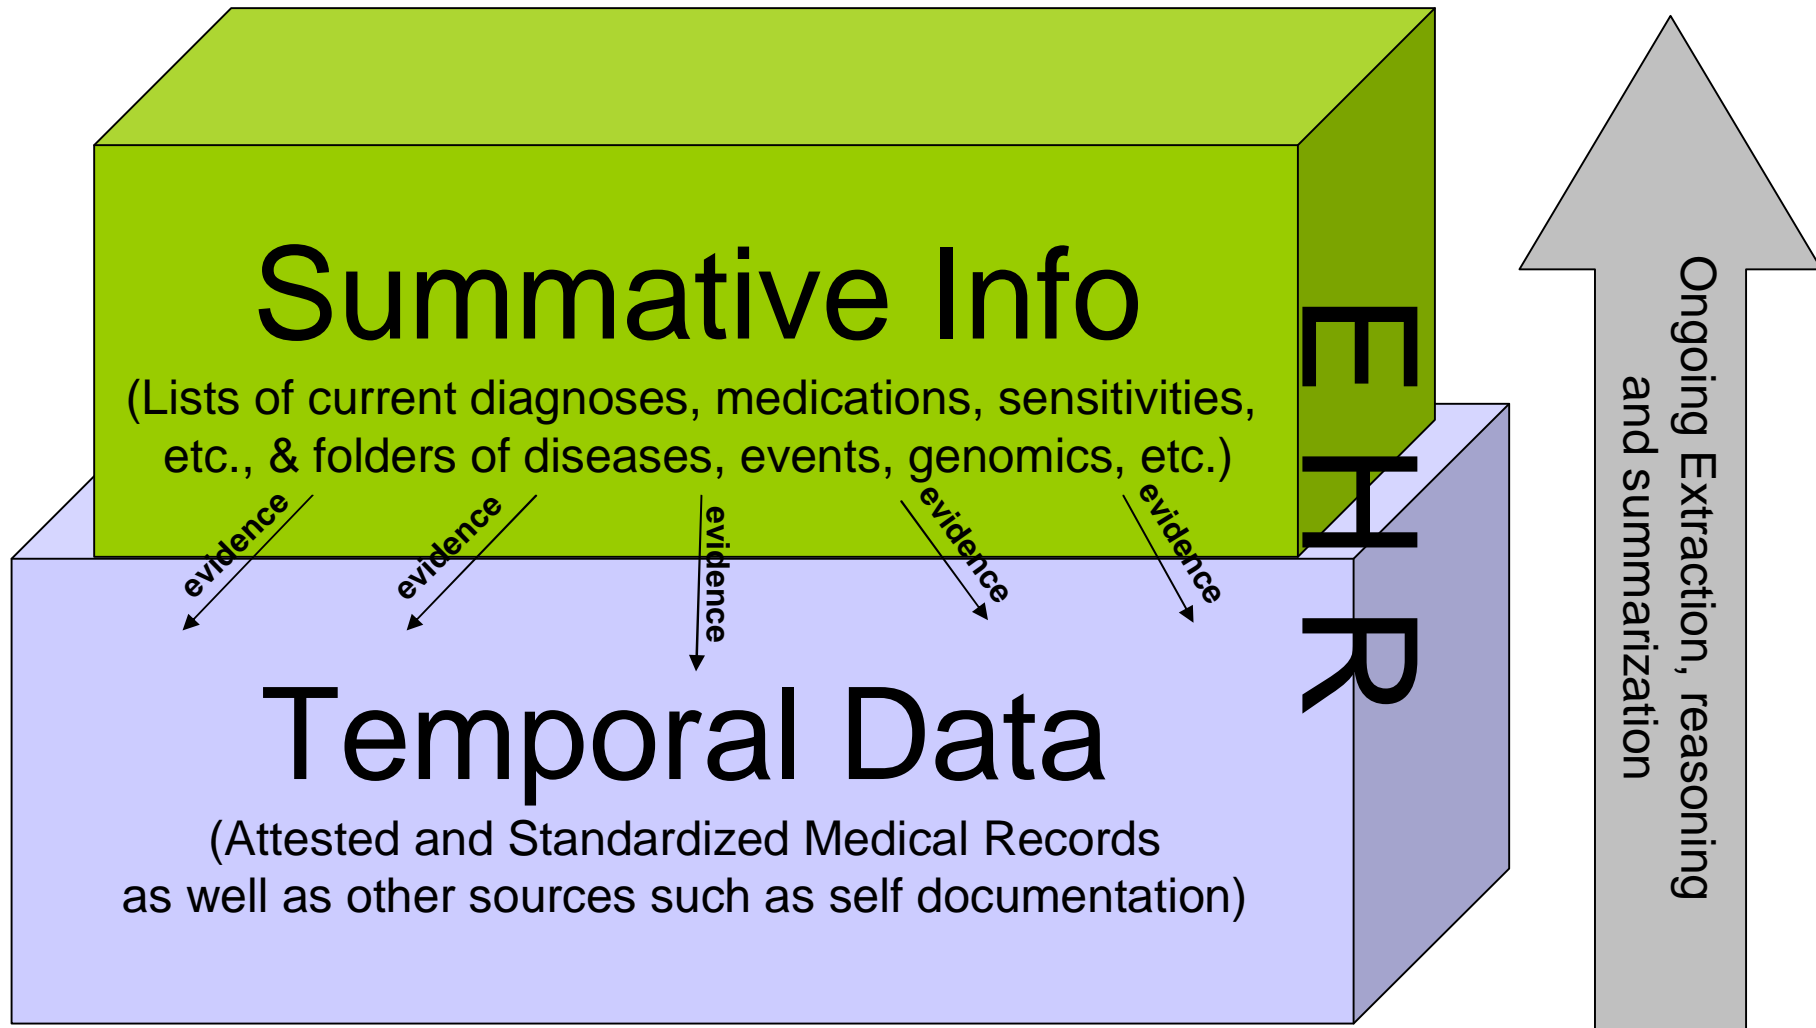 Summative Info
(Lists of current diagnoses, medications, sensitivities,
etc., & folders of diseases, events, genomics, etc.)
evidence
evidence
evidence
evidence
evidence
Temporal Data
(Attested and Standardized Medical Records
as well as other sources such as self documentation)
E H R
Ongoing Extraction, reasoning
and summarization